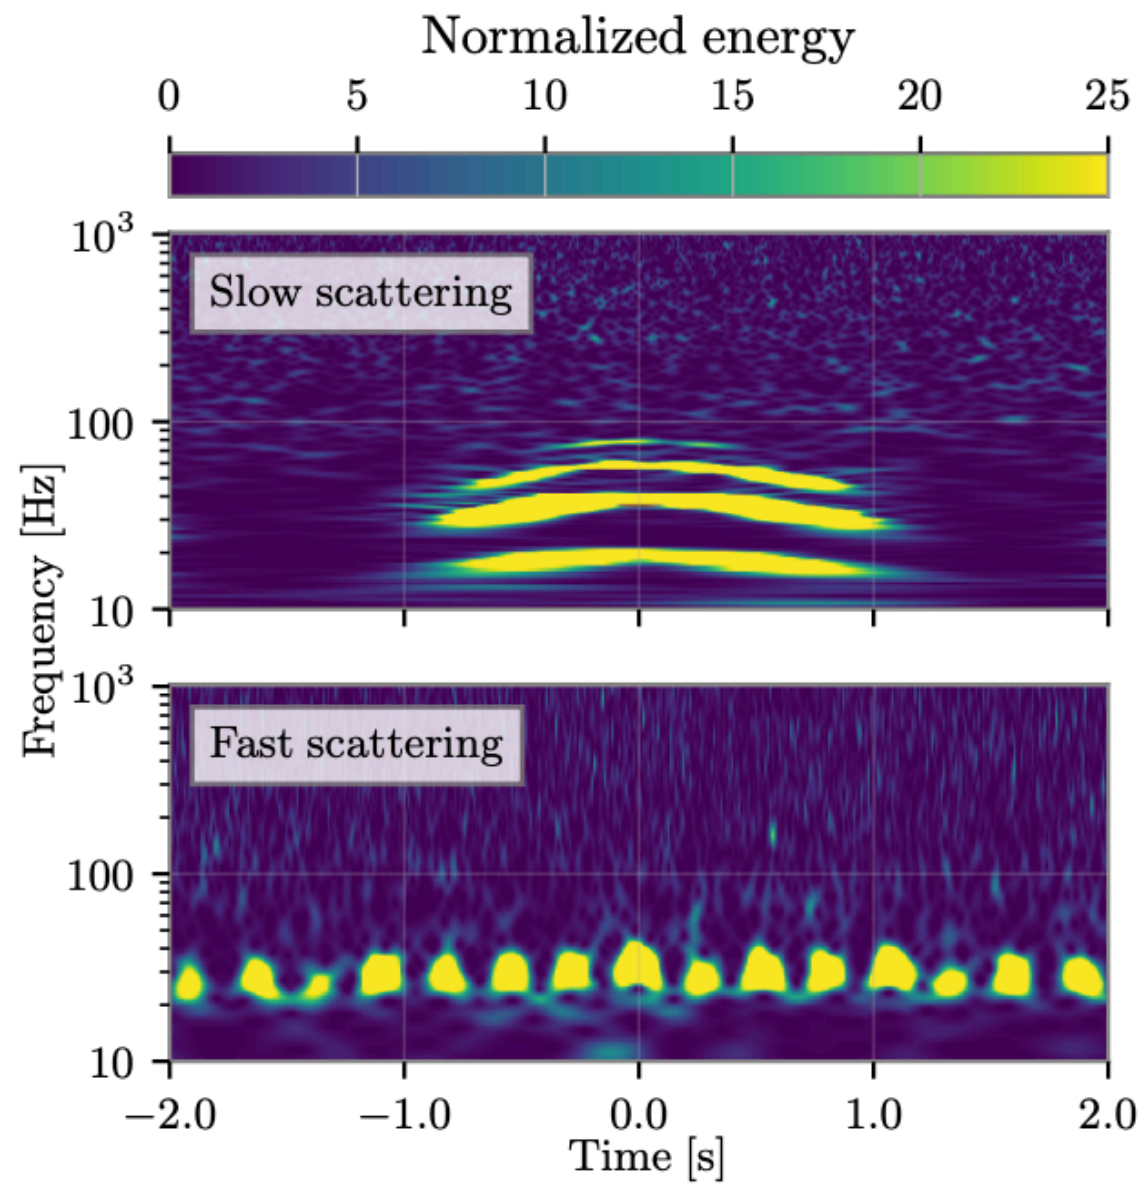 Normalized energy
0 5 10 15 20 25
10³
Slow scattering
100
10
Frequency [Hz]
10³
Fast scattering
100
10
−2.0 −1.0 0.0 1.0 2.0
Time [s]